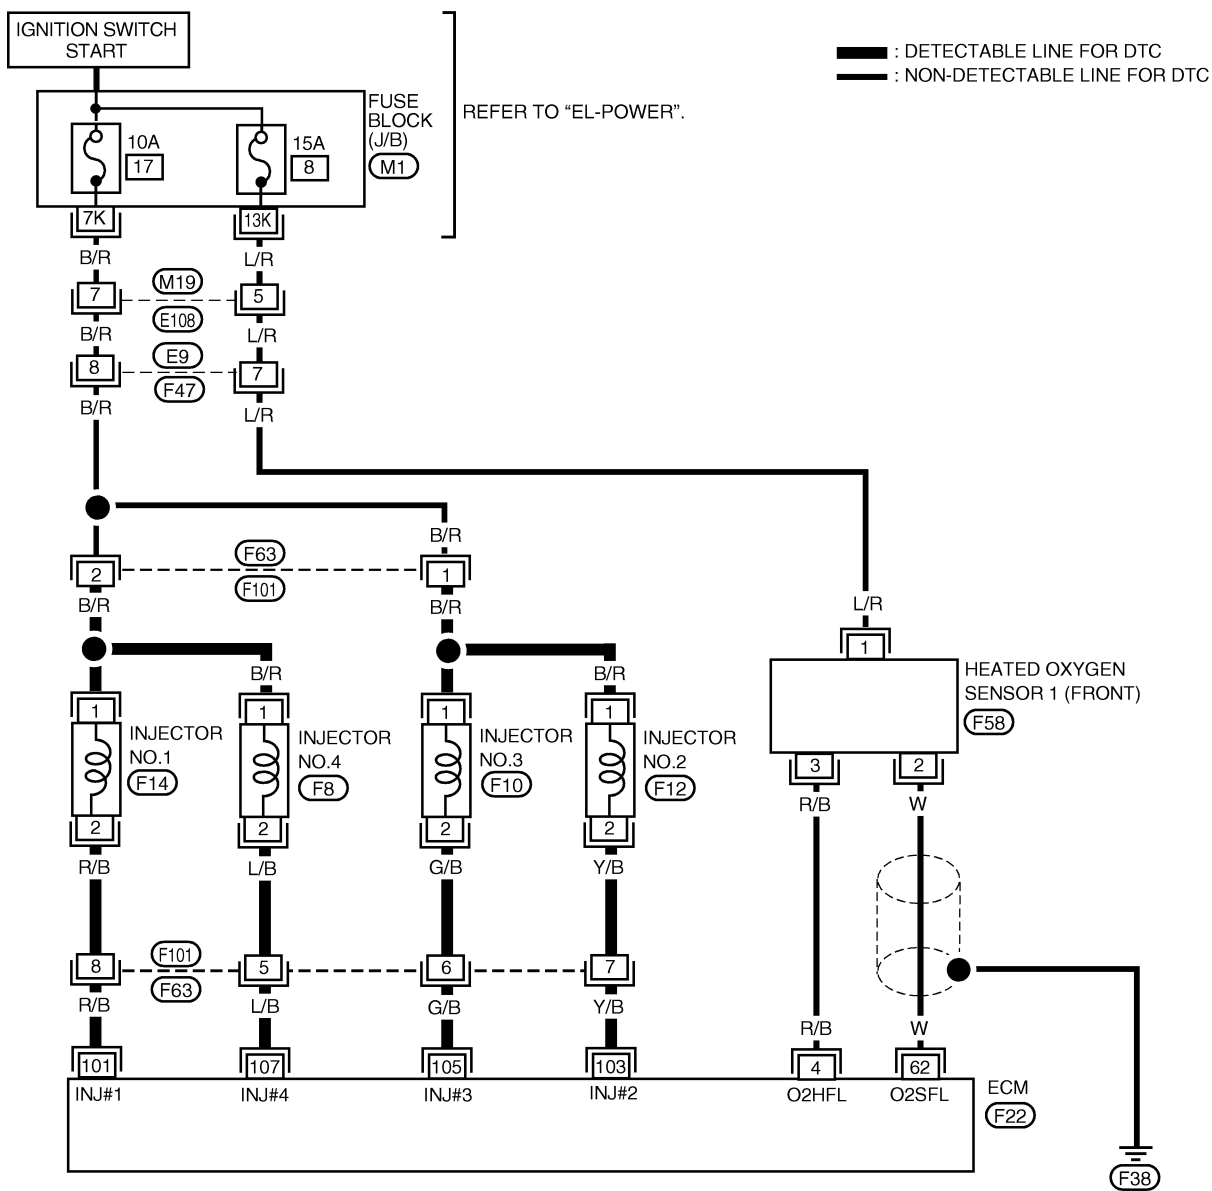 IGNITION SWITCH
START
: DETECTABLE LINE FOR DTC
: NON-DETECTABLE LINE FOR DTC
REFER TO “EL-POWER”.
FUSE
BLOCK
(J/B)
M1
10A
17
15A
8
7K
13K
B/R
L/R
M19
7
5
E108
B/R
L/R
E9
8
7
F47
B/R
L/R
B/R
F63
2
1
F101
B/R
B/R
L/R
1
HEATED OXYGEN
SENSOR 1 (FRONT)
F58
B/R
B/R
1
1
1
1
INJECTOR
NO.1
F14
INJECTOR
NO.4
F8
INJECTOR
NO.3
F10
INJECTOR
NO.2
F12
3
2
R/B
W
2
2
2
2
R/B
L/B
G/B
Y/B
F101
8
5
6
7
F63
R/B
L/B
G/B
Y/B
R/B
W
101
107
105
103
4
62
INJ#1
INJ#4
INJ#3
INJ#2
O2HFL
O2SFL
ECM
F22
F38